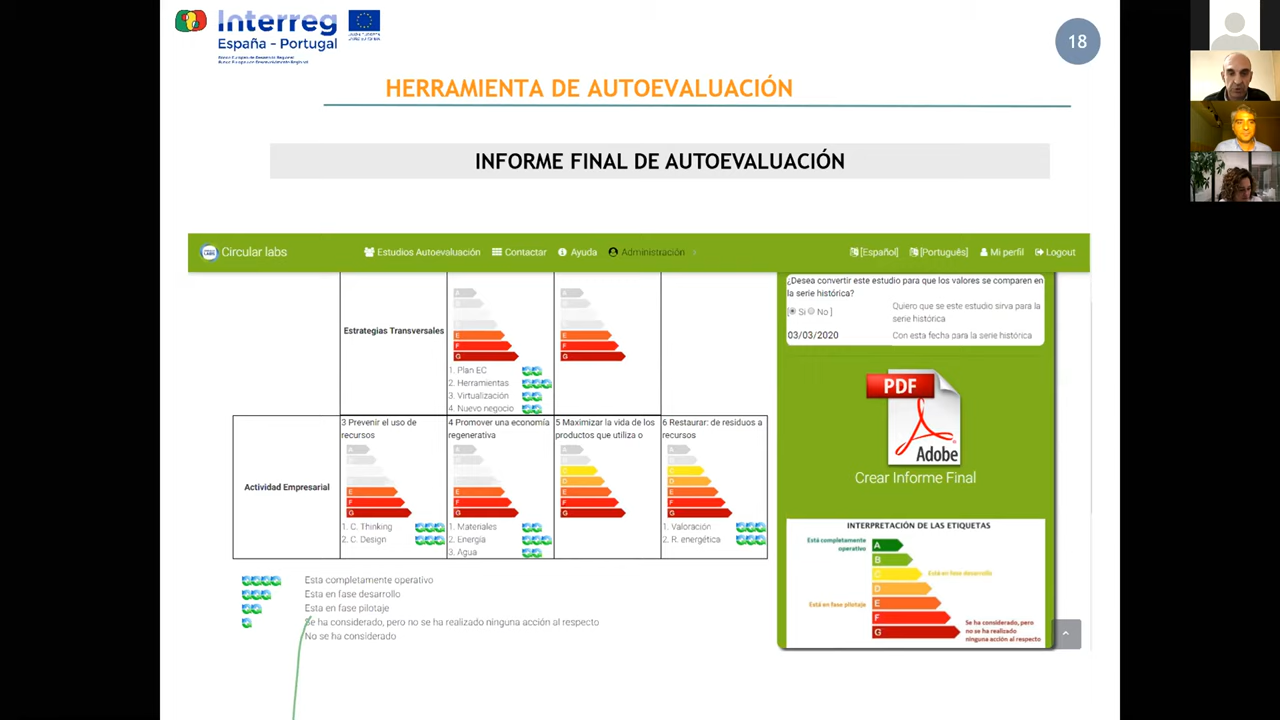 Interreg
España - Portugal
18
HERRAMIENTA DE AUTOEVALUACIÓN
INFORME FINAL DE AUTOEVALUACIÓN
Circular labs
Estudios Autoevaluación
Contactar
Ayuda
Administración
[Español]
[Português]
Mi perfil
Logout
Estrategias Transversales
E
F
G
1. Plan EC
2. Herramientas
3. Virtualización
4. Nuevo negocio
E
F
G
Actividad Empresarial
3 Prevenir el uso de
recursos
E
F
G
1. C. Thinking
2. C. Design
4 Promover una economía
regenerativa
E
F
G
1. Materiales
2. Energía
3. Agua
5 Maximizar la vida de los
productos que utiliza o
C
D
E
F
G
6 Restaurar: de residuos a
recursos
C
D
E
F
G
1. Valoración
2. R. energética
Esta completamente operativo
Esta en fase desarrollo
Esta en fase pilotaje
Se ha considerado, pero no se ha realizado ninguna acción al respecto
No se ha considerado
¿Desea convertir este estudio para que los valores se comparen en
la serie histórica?
[ Si No ]
Quiero que se este estudio sirva para la
serie histórica
03/03/2020
Con esta fecha para la serie histórica
PDF
Adobe
Crear Informe Final
INTERPRETACIÓN DE LAS ETIQUETAS
Está completamente
operativo
A
B
C
Está en fase desarrollo
D
Está en fase pilotaje
E
F
G
Se ha considerado, pero
no se ha realizado
ninguna acción al respecto